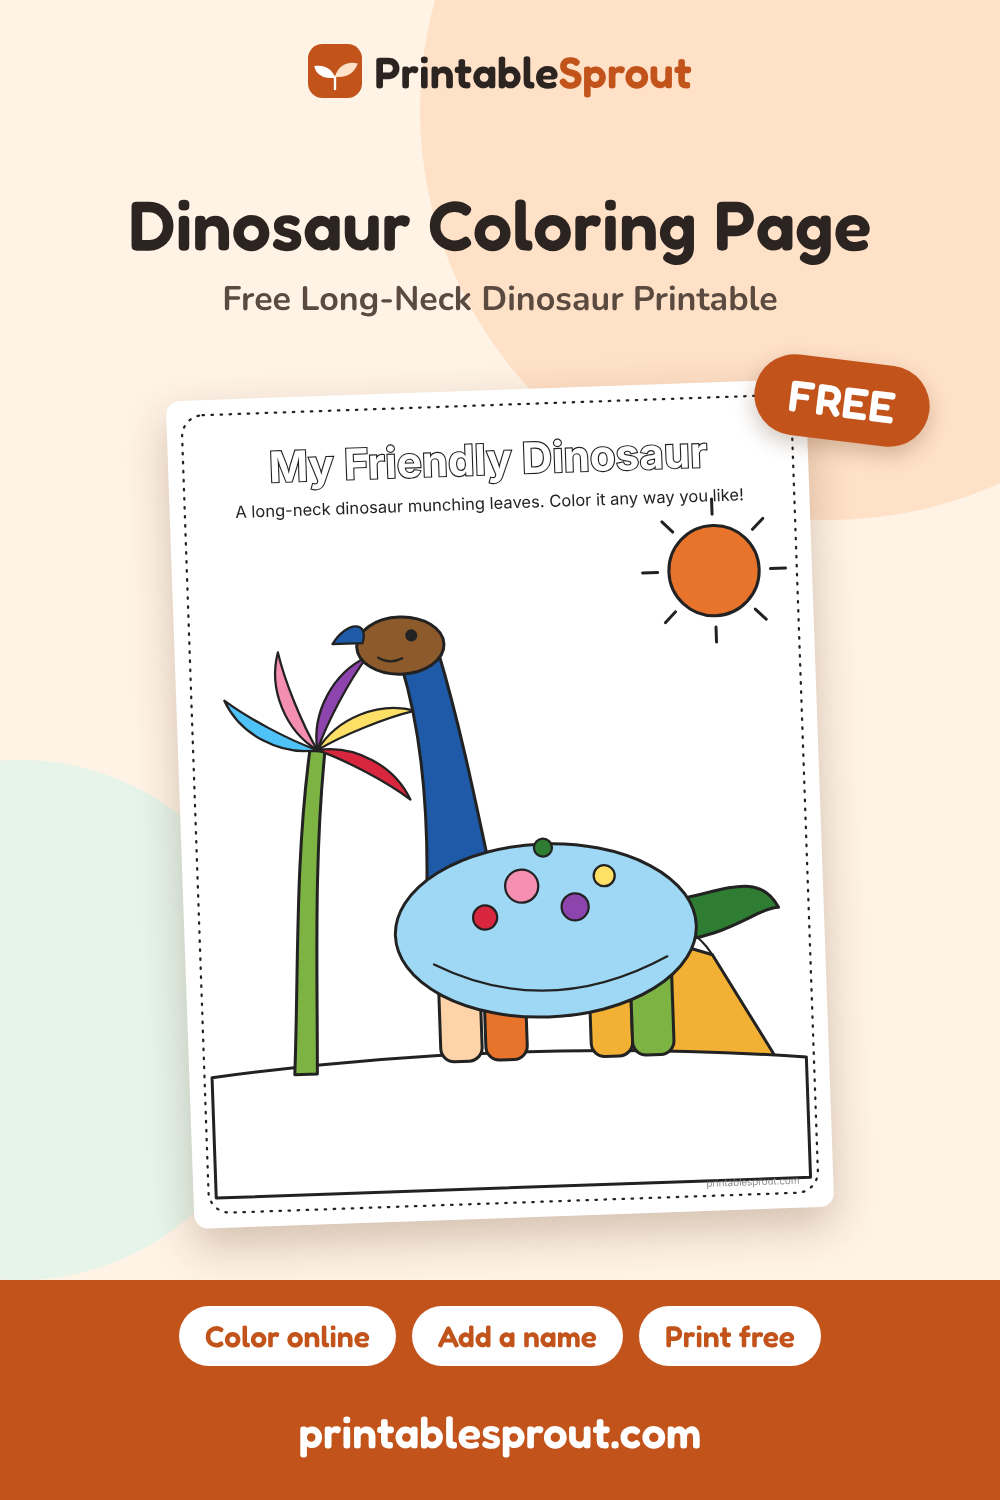 PrintableSprout
Dinosaur Coloring Page
Free Long-Neck Dinosaur Printable
FREE
My Friendly Dinosaur
A long-neck dinosaur munching leaves. Color it any way you like!
printablesprout.com
Color online
Add a name
Print free
printablesprout.com